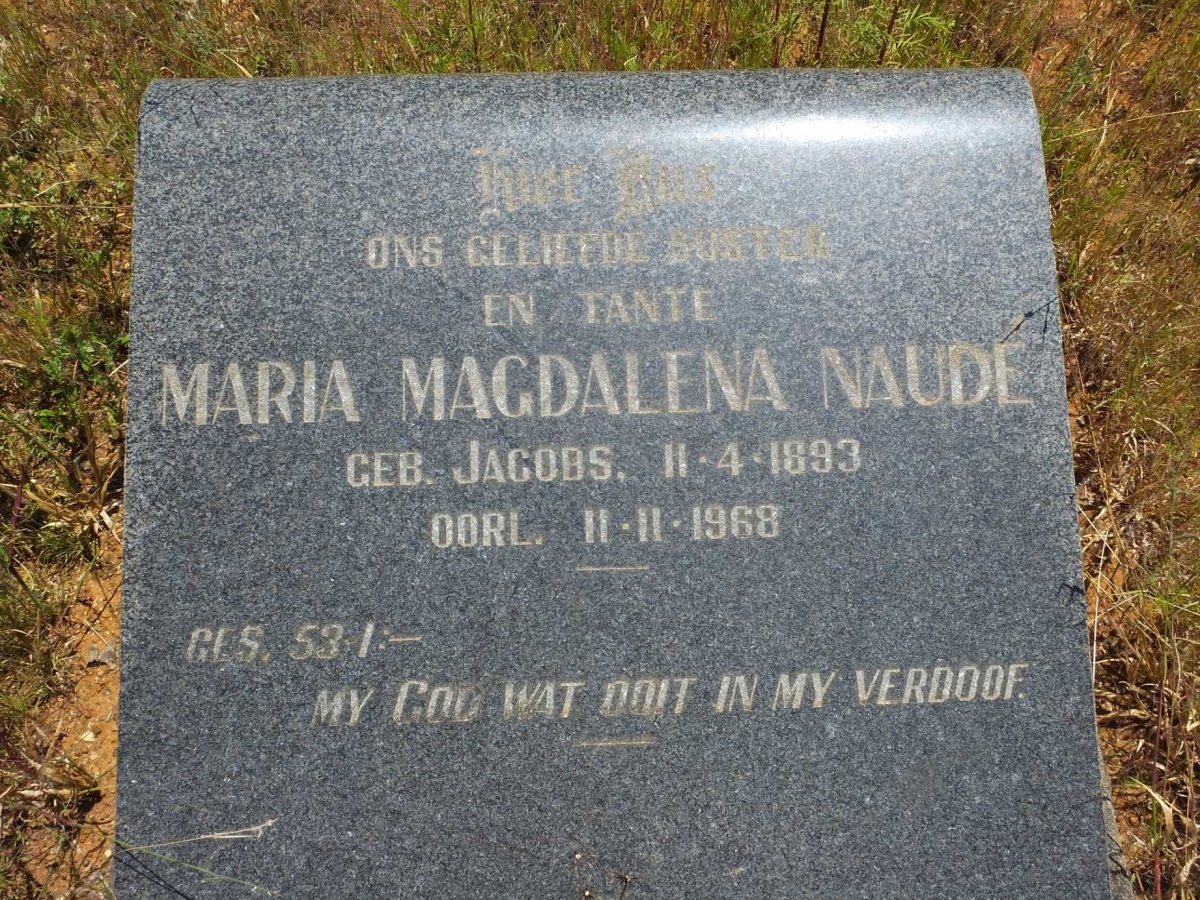 Hier Rus
ONS GELIEFDE SUSTER
EN TANTE
MARIA MAGDALENA NAUDÉ
GEB. JACOBS. 11·4·1893
OORL. 11·11·1968
GES. 53:1:—
MY GOD WAT OOIT IN MY VERDOOF.